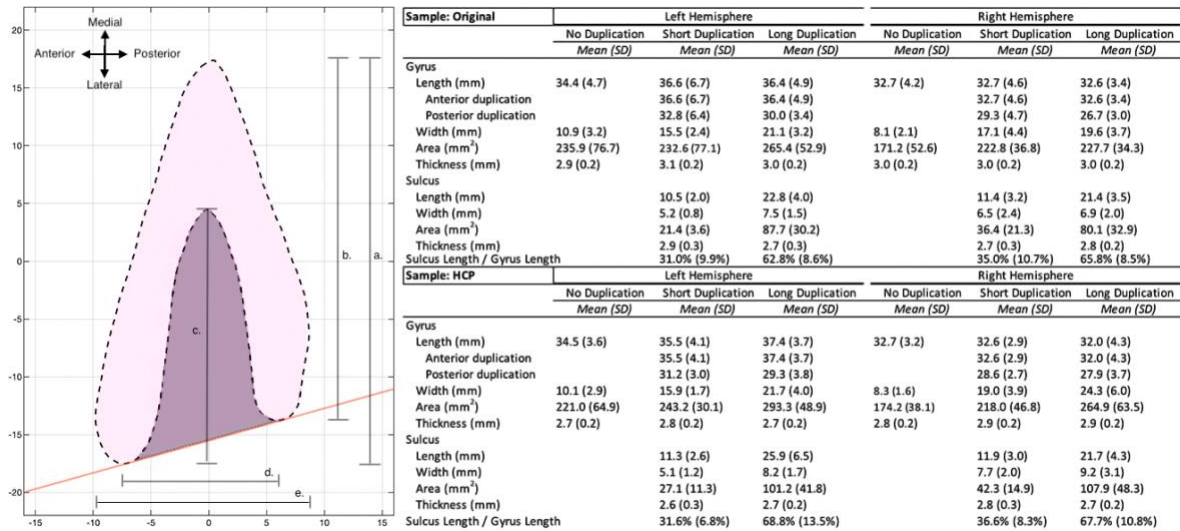 Medial
Anterior Posterior
Lateral
20
15
10
5
0
-5
-10
-15
-20
-15 -10 -5 0 5 10 15
a.
b.
c.
d.
e.
Sample: Original Left Hemisphere Right Hemisphere
No Duplication Short Duplication Long Duplication No Duplication Short Duplication Long Duplication
Mean (SD) Mean (SD) Mean (SD) Mean (SD) Mean (SD) Mean (SD)
Gyrus
Length (mm) 34.4 (4.7) 36.6 (6.7) 36.4 (4.9) 32.7 (4.2) 32.7 (4.6) 32.6 (3.4)
Anterior duplication 36.6 (6.7) 36.4 (4.9) 32.7 (4.6) 32.6 (3.4)
Posterior duplication 32.8 (6.4) 30.0 (3.4) 29.3 (4.7) 26.7 (3.0)
Width (mm) 10.9 (3.2) 15.5 (2.4) 21.1 (3.2) 8.1 (2.1) 17.1 (4.4) 19.6 (3.7)
Area (mm²) 235.9 (76.7) 232.6 (77.1) 265.4 (52.9) 171.2 (52.6) 222.8 (36.8) 227.7 (34.3)
Thickness (mm) 2.9 (0.2) 3.1 (0.2) 3.0 (0.2) 3.0 (0.2) 3.0 (0.2) 3.0 (0.2)
Sulcus
Length (mm) 10.5 (2.0) 22.8 (4.0) 11.4 (3.2) 21.4 (3.5)
Width (mm) 5.2 (0.8) 7.5 (1.5) 6.5 (2.4) 6.9 (2.0)
Area (mm²) 21.4 (3.6) 87.7 (30.2) 36.4 (21.3) 80.1 (32.9)
Thickness (mm) 2.9 (0.3) 2.7 (0.3) 2.7 (0.3) 2.8 (0.2)
Sulcus Length / Gyrus Length 31.0% (9.9%) 62.8% (8.6%) 35.0% (10.7%) 65.8% (8.5%)
Sample: HCP Left Hemisphere Right Hemisphere
No Duplication Short Duplication Long Duplication No Duplication Short Duplication Long Duplication
Mean (SD) Mean (SD) Mean (SD) Mean (SD) Mean (SD) Mean (SD)
Gyrus
Length (mm) 34.5 (3.6) 35.5 (4.1) 37.4 (3.7) 32.7 (3.2) 32.6 (2.9) 32.0 (4.3)
Anterior duplication 35.5 (4.1) 37.4 (3.7) 32.6 (2.9) 32.0 (4.3)
Posterior duplication 31.2 (3.0) 29.3 (3.8) 28.6 (2.7) 27.9 (3.7)
Width (mm) 10.1 (2.9) 15.9 (1.7) 21.7 (4.0) 8.3 (1.6) 19.0 (3.9) 24.3 (6.0)
Area (mm²) 221.0 (64.9) 243.2 (30.1) 293.3 (48.9) 174.2 (38.1) 218.0 (46.8) 264.9 (63.5)
Thickness (mm) 2.7 (0.2) 2.8 (0.2) 2.7 (0.2) 2.8 (0.2) 2.9 (0.2) 2.9 (0.2)
Sulcus
Length (mm) 11.3 (2.6) 25.9 (6.5) 11.9 (3.0) 21.7 (4.3)
Width (mm) 5.1 (1.2) 8.2 (1.7) 7.7 (2.0) 9.2 (3.1)
Area (mm²) 27.1 (11.3) 101.2 (41.8) 42.3 (14.9) 107.9 (48.3)
Thickness (mm) 2.6 (0.3) 2.7 (0.2) 2.8 (0.3) 2.7 (0.2)
Sulcus Length / Gyrus Length 31.6% (6.8%) 68.8% (13.5%) 36.6% (8.3%) 67.7% (10.8%)